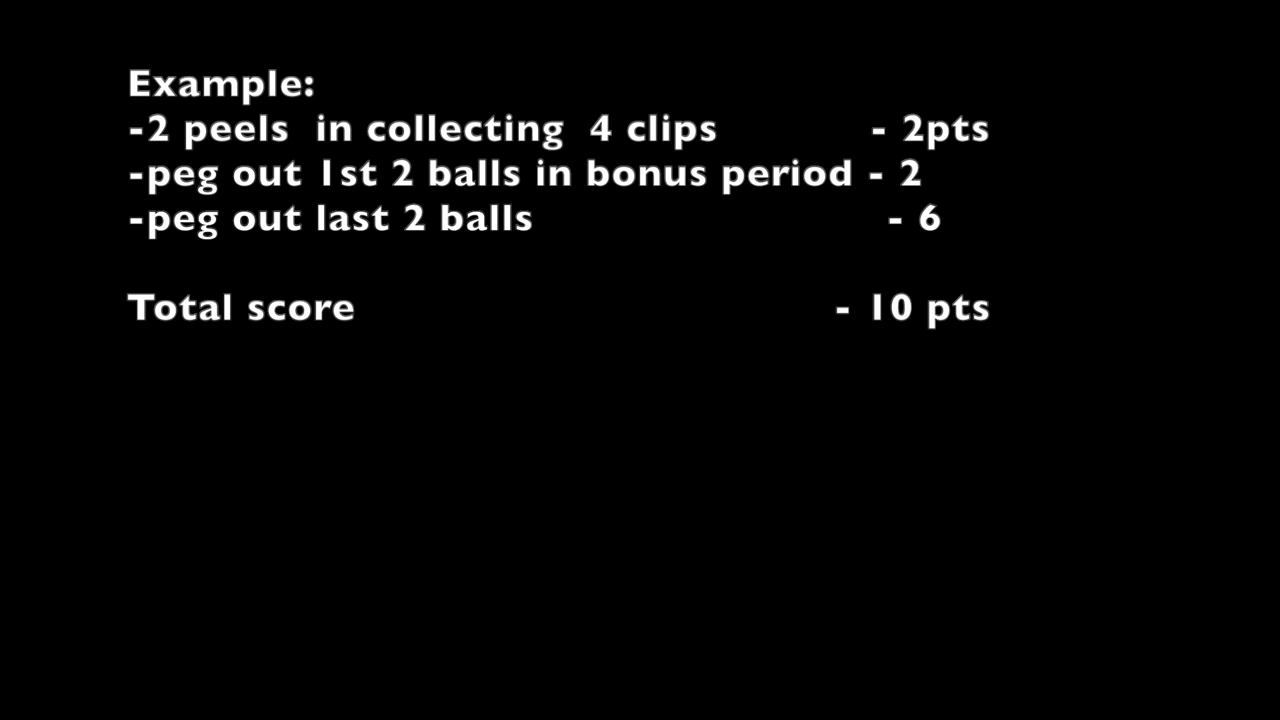 Example:
-2 peels in collecting 4 clips - 2pts
-peg out 1st 2 balls in bonus period - 2
-peg out last 2 balls - 6
Total score - 10 pts